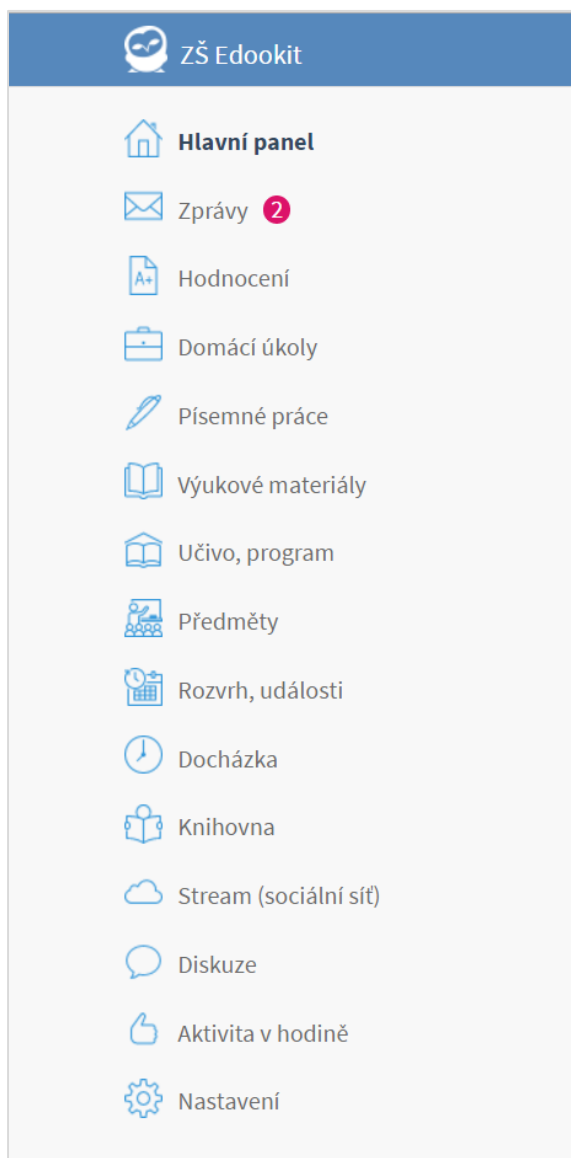 ZŠ Edookit
Hlavní panel
Zprávy 2
A+ Hodnocení
Domácí úkoly
Písemné práce
Výukové materiály
Učivo, program
Předměty
Rozvrh, události
Docházka
Knihovna
Stream (sociální síť)
Diskuze
Aktivita v hodině
Nastavení